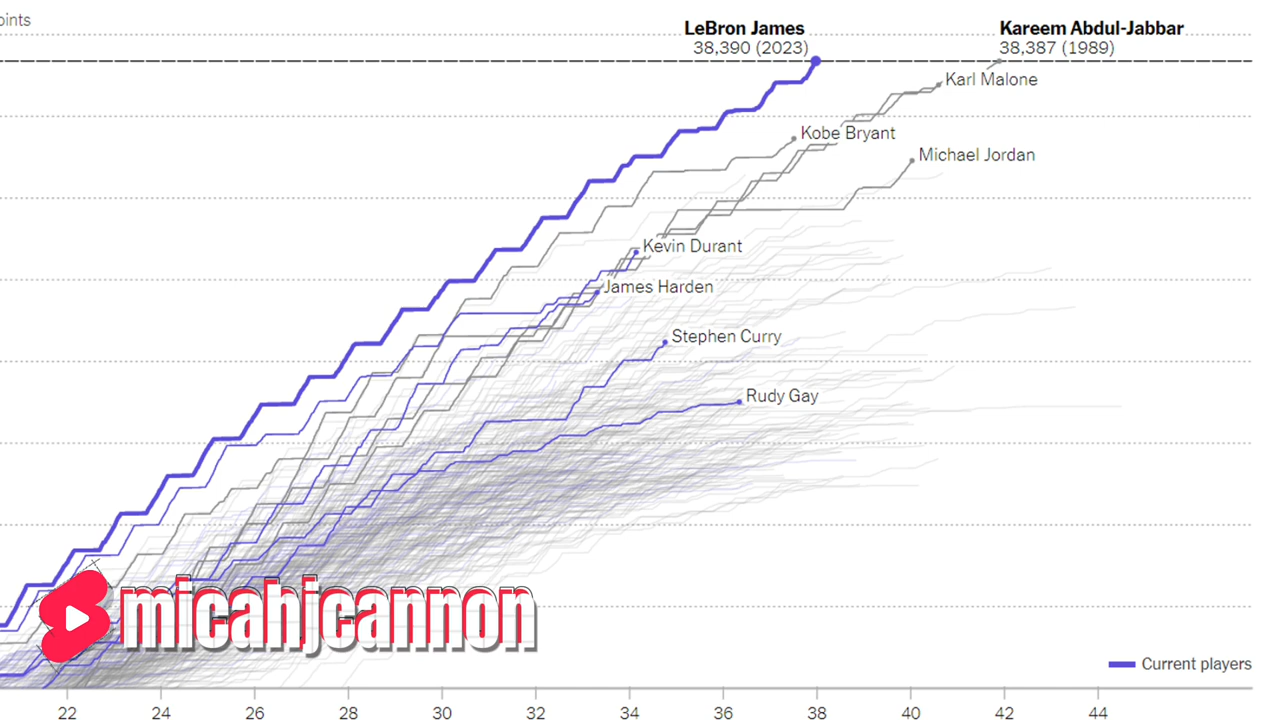 oints
LeBron James
38,390 (2023)
Kareem Abdul-Jabbar
38,387 (1989)
Karl Malone
Kobe Bryant
Michael Jordan
Kevin Durant
James Harden
Stephen Curry
Rudy Gay
micahjcannon
Current players
22 24 26 28 30 32 34 36 38 40 42 44